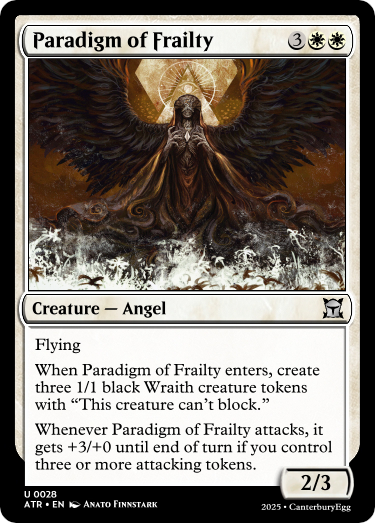 Paradigm of Frailty 3
Creature — Angel
Flying
When Paradigm of Frailty enters, create
three 1/1 black Wraith creature tokens
with “This creature can’t block.”
Whenever Paradigm of Frailty attacks, it
gets +3/+0 until end of turn if you control
three or more attacking tokens.
2/3
U 0028
ATR • EN Anato Finnstark
2025 • CanterburyEgg